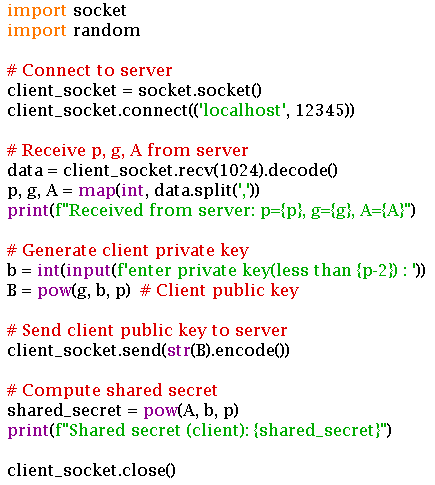 import socket
import random
# Connect to server
client_socket = socket.socket()
client_socket.connect(('localhost', 12345))
# Receive p, g, A from server
data = client_socket.recv(1024).decode()
p, g, A = map(int, data.split(','))
print(f"Received from server: p={p}, g={g}, A={A}")
# Generate client private key
b = int(input(f'enter private key(less than {p-2}) : '))
B = pow(g, b, p)  # Client public key
# Send client public key to server
client_socket.send(str(B).encode())
# Compute shared secret
shared_secret = pow(A, b, p)
print(f"Shared secret (client): {shared_secret}")
client_socket.close()